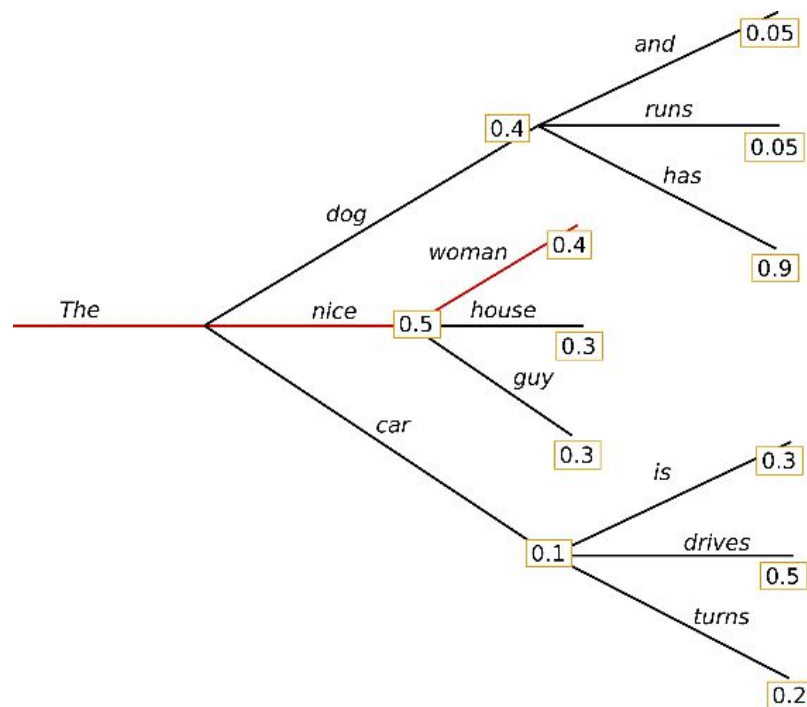 and
0.05
0.4
runs
0.05
has
0.9
dog
woman
0.4
The
nice
0.5
house
0.3
guy
0.3
car
is
0.3
0.1
drives
0.5
turns
0.2